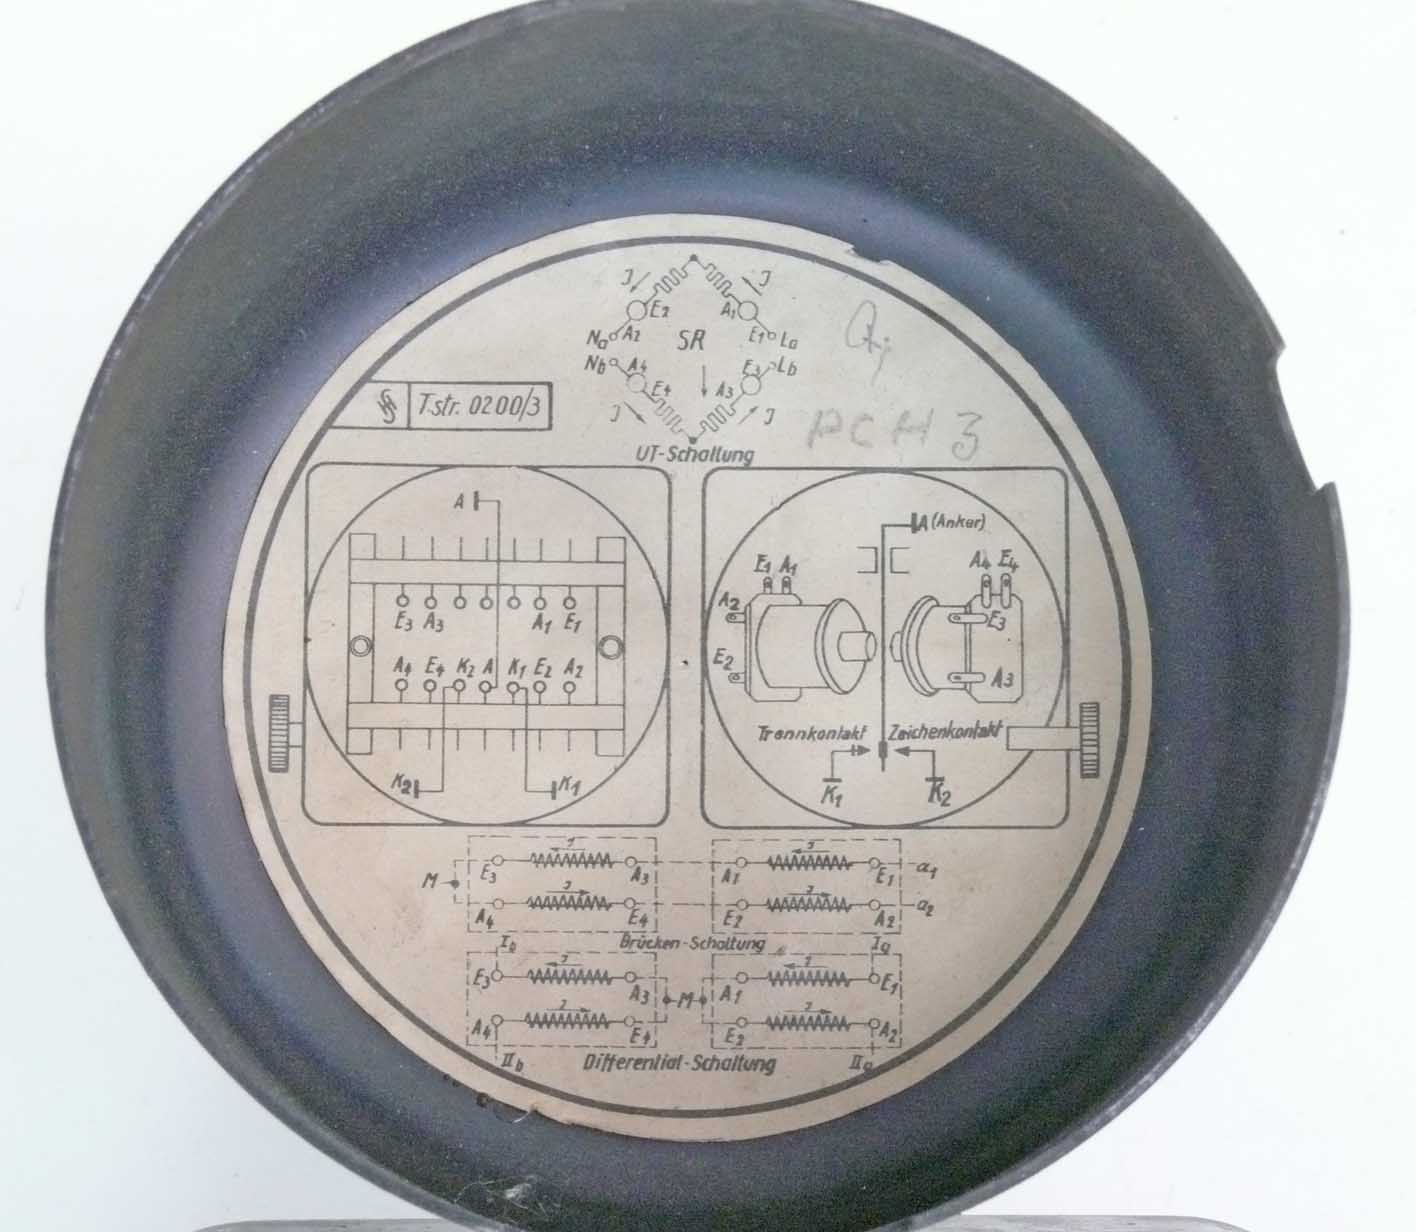 J J
E2 A1
Na A2 SR E1 La
Nb A4 E3 Lb
E4 A3
J J
UT-Schaltung
T.str. 0200/3
PCH 3
A
E3 A3 A1 E1
A4 E4 K2 A K1 E2 A2
K2 K1
A (Anker)
E1 A1 A4 E4
A2 E3
E2 A3
Trennkontakt Zeichenkontakt
K1 K2
J J
E3 A3 A1 E1 a1
M
J J
A4 E4 E2 A2 a2
Ib Brücken-Schaltung Ia
J J
E3 A3 A1 E1
M
J J
A4 E4 E2 A2
IIb Differential-Schaltung IIa